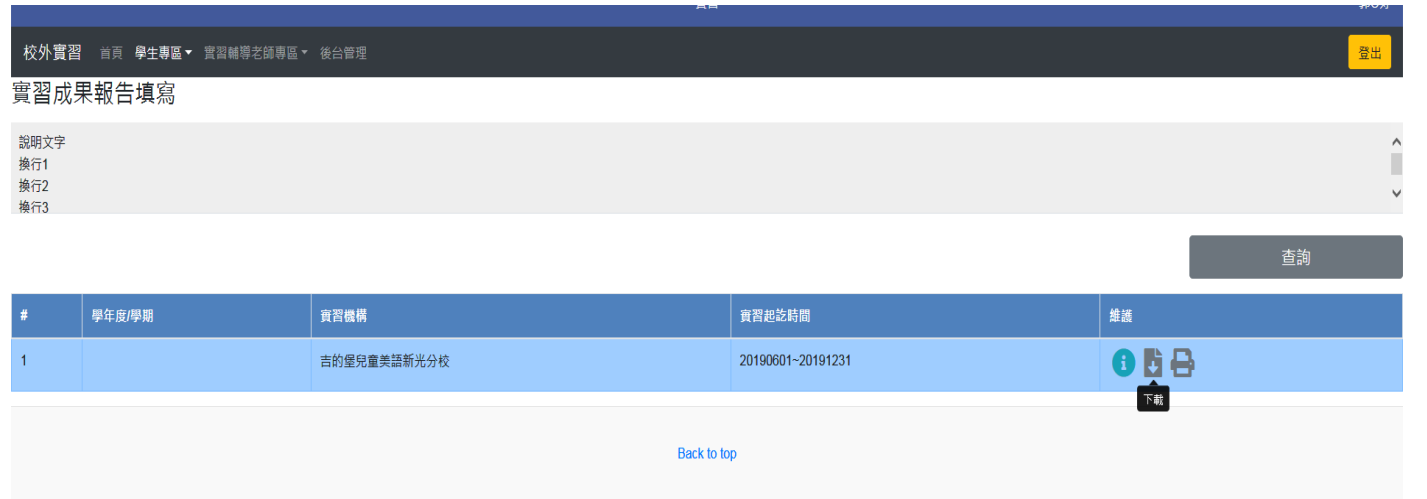 校外實習 首頁 學生專區 實習輔導老師專區 後台管理 登出
實習成果報告填寫
說明文字
換行1
換行2
換行3
查詢
# 學年度/學期 實習機構 實習起訖時間 維護
1 吉的堡兒童美語新光分校 20190601~20191231
下載
Back to top